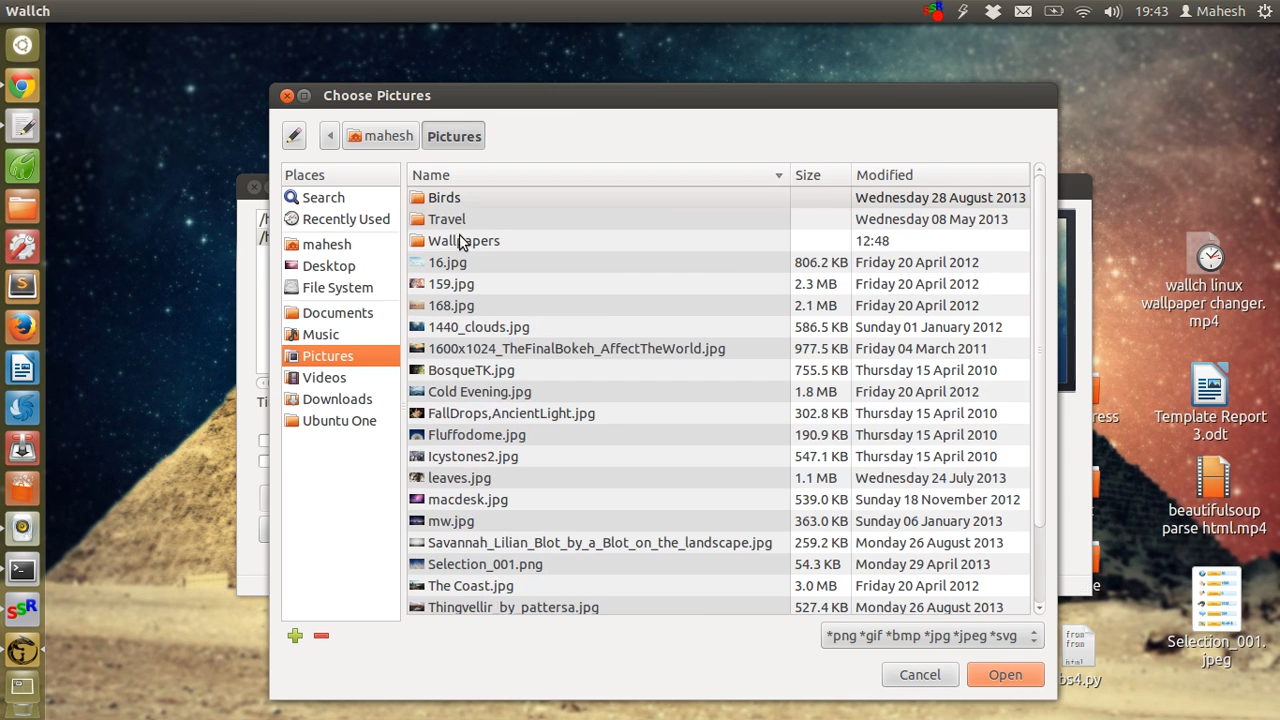 Wallch
19:43 Mahesh
Choose Pictures
mahesh Pictures
Places
Search
Recently Used
mahesh
Desktop
File System
Documents
Music
Pictures
Videos
Downloads
Ubuntu One
Name Size Modified
Birds Wednesday 28 August 2013
Travel Wednesday 08 May 2013
Wallpapers 12:48
16.jpg 806.2 KB Friday 20 April 2012
159.jpg 2.3 MB Friday 20 April 2012
168.jpg 2.1 MB Friday 20 April 2012
1440_clouds.jpg 586.5 KB Sunday 01 January 2012
1600x1024_TheFinalBokeh_AffectTheWorld.jpg 977.5 KB Friday 04 March 2011
BosqueTK.jpg 755.5 KB Thursday 15 April 2010
Cold Evening.jpg 1.8 MB Friday 20 April 2012
FallDrops,AncientLight.jpg 302.8 KB Thursday 15 April 2010
Fluffodome.jpg 190.9 KB Thursday 15 April 2010
Icystones2.jpg 547.1 KB Thursday 15 April 2010
leaves.jpg 1.1 MB Wednesday 24 July 2013
macdesk.jpg 539.0 KB Sunday 18 November 2012
mw.jpg 363.0 KB Sunday 06 January 2013
Savannah_Lilian_Blot_by_a_Blot_on_the_landscape.jpg 259.2 KB Monday 26 August 2013
Selection_001.png 54.3 KB Monday 29 April 2013
The Coast.jpg 3.0 MB Friday 20 April 2012
Thingvellir_by_pattersa.jpg 527.4 KB Monday 26 August 2013
*png *gif *bmp *jpg *jpeg *svg
Cancel Open
/h
/h
Ti
wallch linux
wallpaper changer.
mp4
Template Report
3.odt
ress
beautifulsoup
parse html.mp4
e
Selection_001.
jpeg
from
from
html
bs4.py
SSR